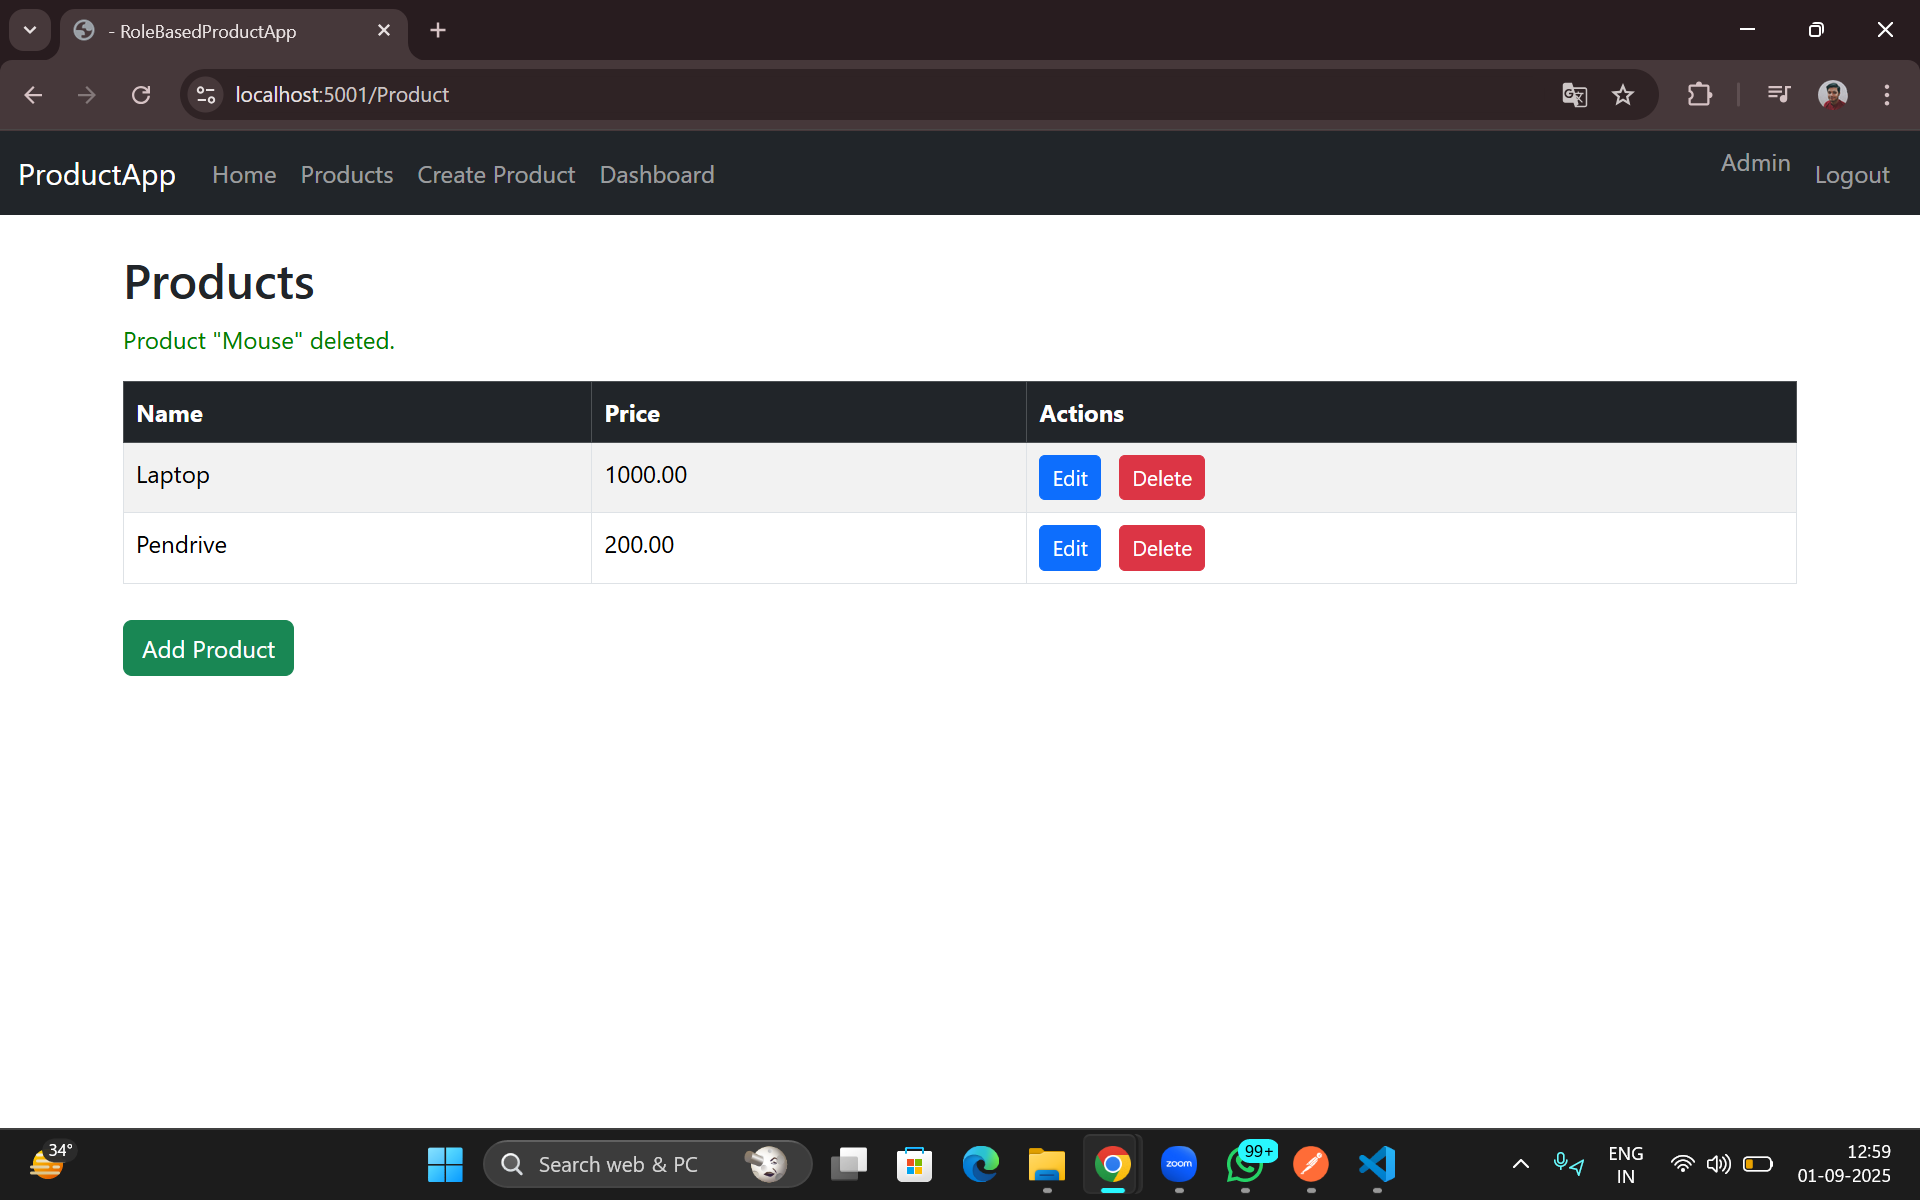 - RoleBasedProductApp
localhost:5001/Product
ProductApp Home Products Create Product Dashboard Admin Logout
Products
Product "Mouse" deleted.
Name Price Actions
Laptop 1000.00 Edit Delete
Pendrive 200.00 Edit Delete
Add Product
34°
Search web & PC
zoom
99+
ENG
IN
12:59
01-09-2025